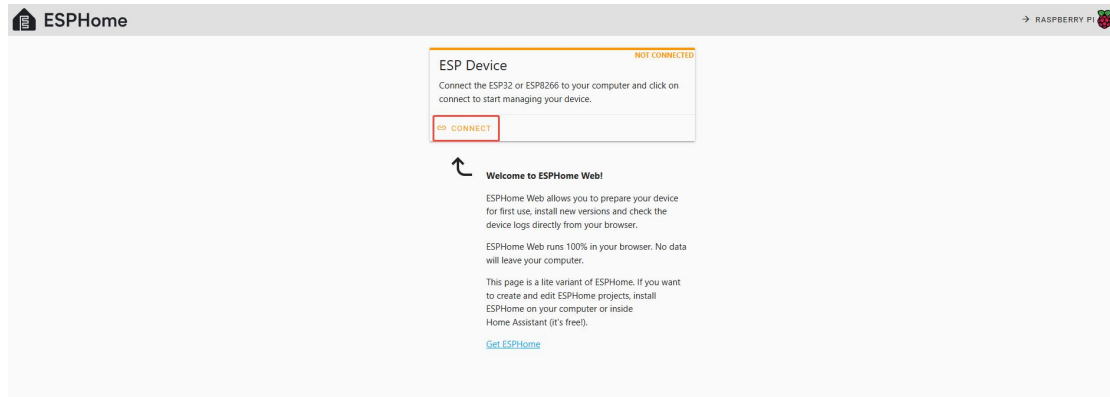 ESPHome
RASPBERRY PI
NOT CONNECTED
ESP Device
Connect the ESP32 or ESP8266 to your computer and click on
connect to start managing your device.
CONNECT
Welcome to ESPHome Web!
ESPHome Web allows you to prepare your device
for first use, install new versions and check the
device logs directly from your browser.
ESPHome Web runs 100% in your browser. No data
will leave your computer.
This page is a lite variant of ESPHome. If you want
to create and edit ESPHome projects, install
ESPHome on your computer or inside
Home Assistant (it's free!).
Get ESPHome